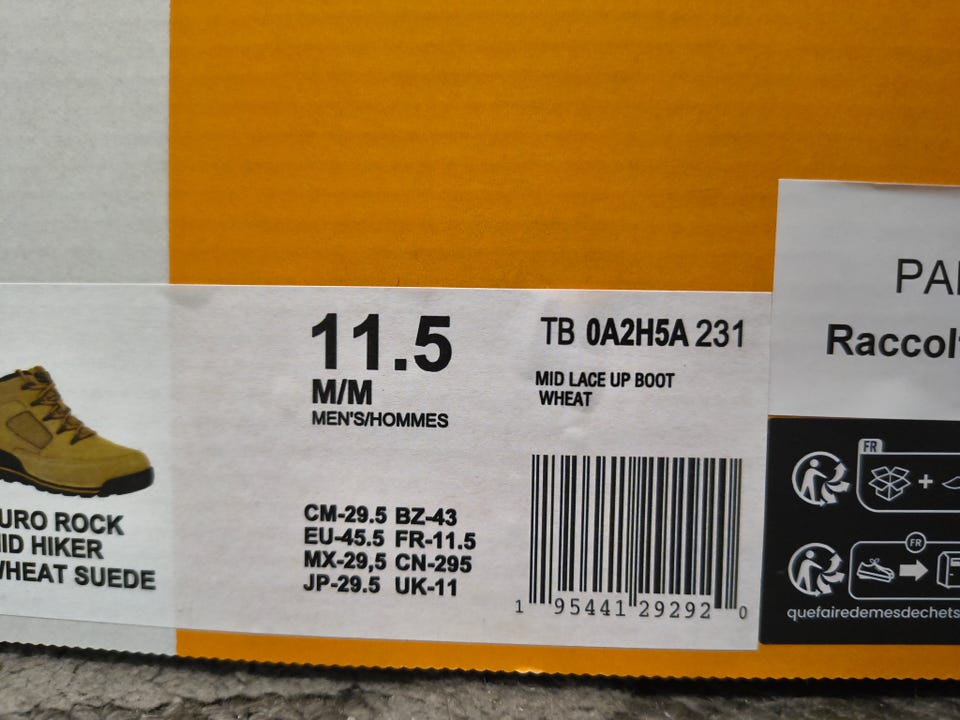 11.5
M/M
MEN'S/HOMMES
TB 0A2H5A 231
MID LACE UP BOOT
WHEAT
CM-29.5 BZ-43
EU-45.5 FR-11.5
MX-29,5 CN-295
JP-29.5 UK-11
1 95441 29292 0
URO ROCK
ID HIKER
HEAT SUEDE
PA
Raccol
FR
+
FR
quefairedemesdechets